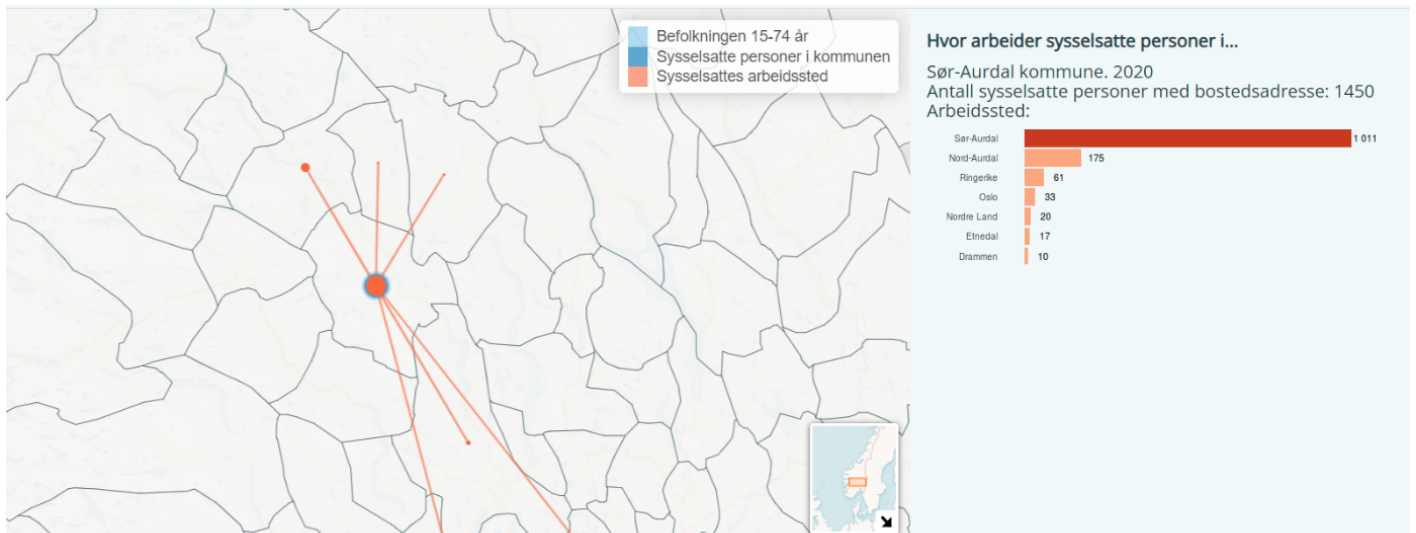 Befolkningen 15-74 år
Sysselsatte personer i kommunen
Sysselsattes arbeidssted
Hvor arbeider sysselsatte personer i...
Sør-Aurdal kommune. 2020
Antall sysselsatte personer med bostedsadresse: 1450
Arbeidssted:
Sør-Aurdal 1 011
Nord-Aurdal 175
Ringerike 61
Oslo 33
Nordre Land 20
Etnedal 17
Drammen 10